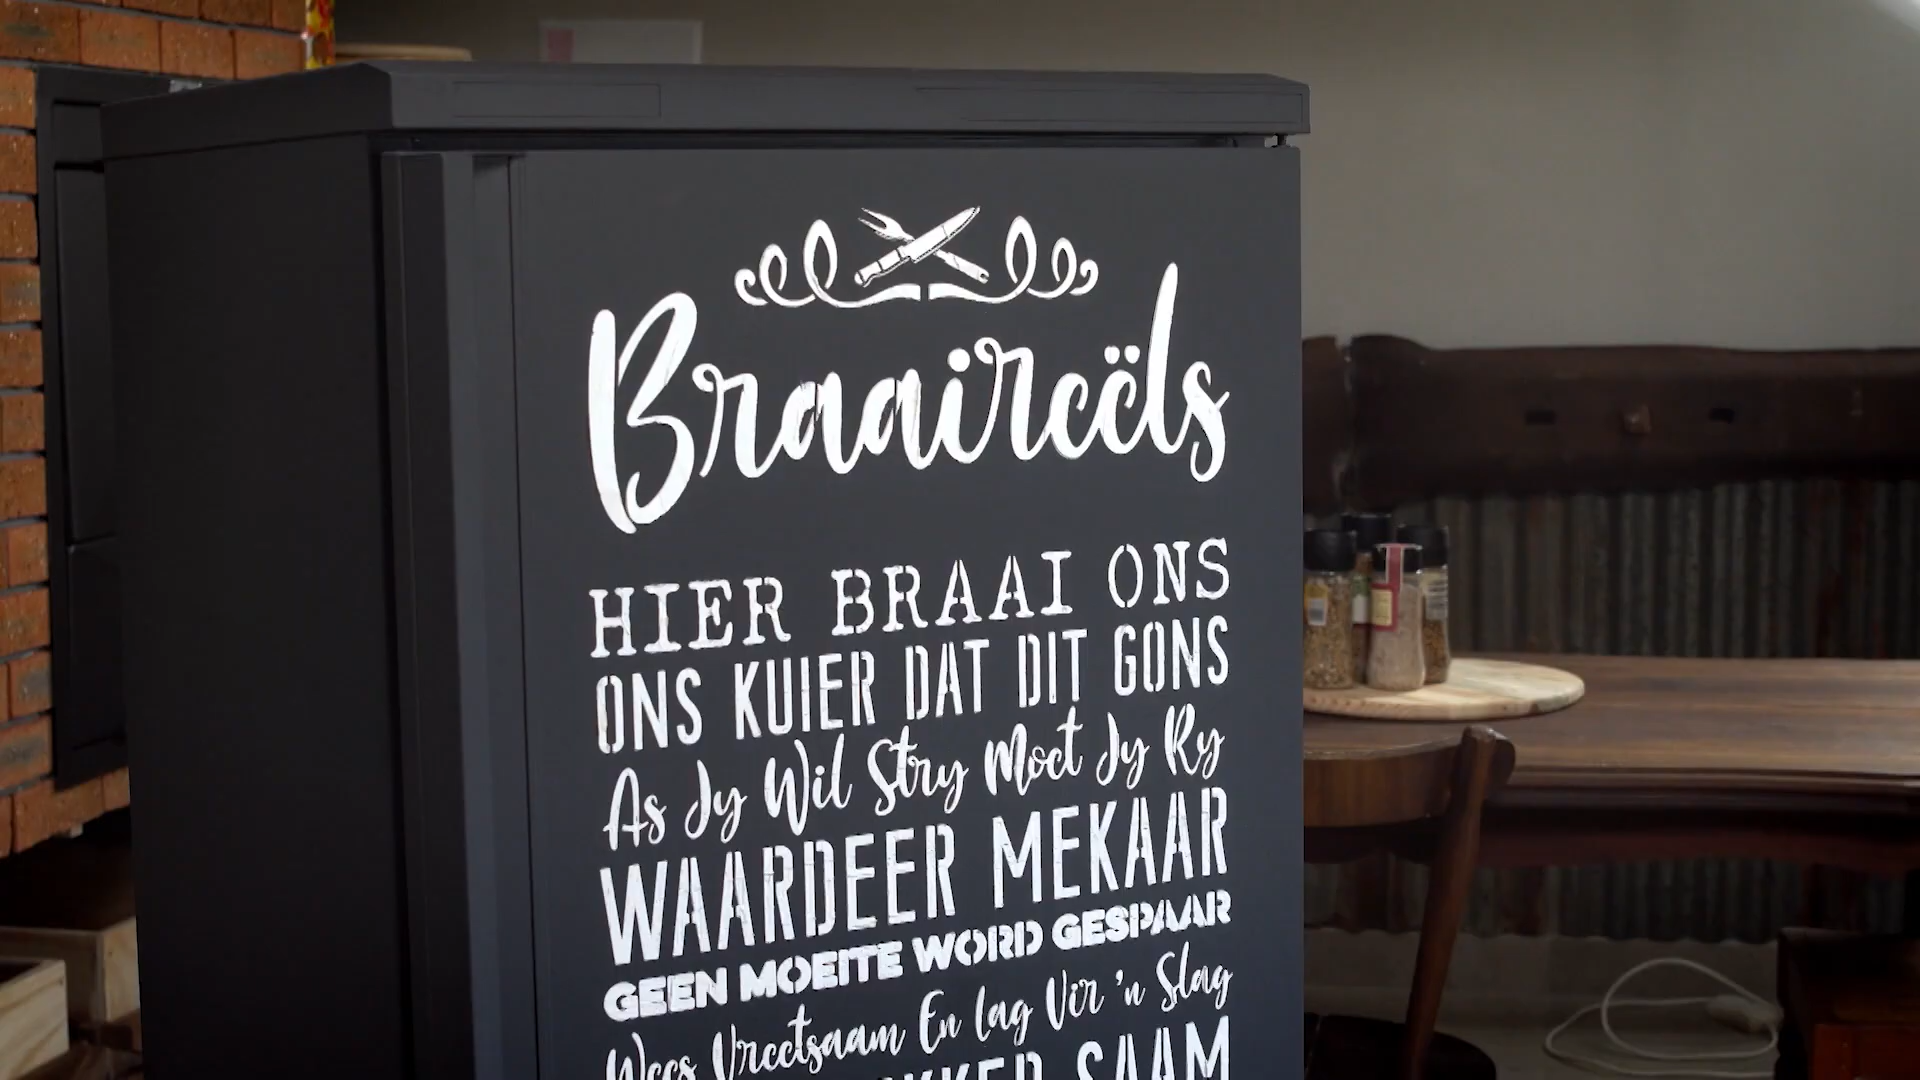 Braaireëls
HIER BRAAI ONS
ONS KUIER DAT DIT GONS
As Jy Wil Stry Moet Jy Ry
WAARDEER MEKAAR
GEEN MOEITE WORD GESPAAR
Wees Vreetsaam En Lag Vir 'n Slag
SAAM